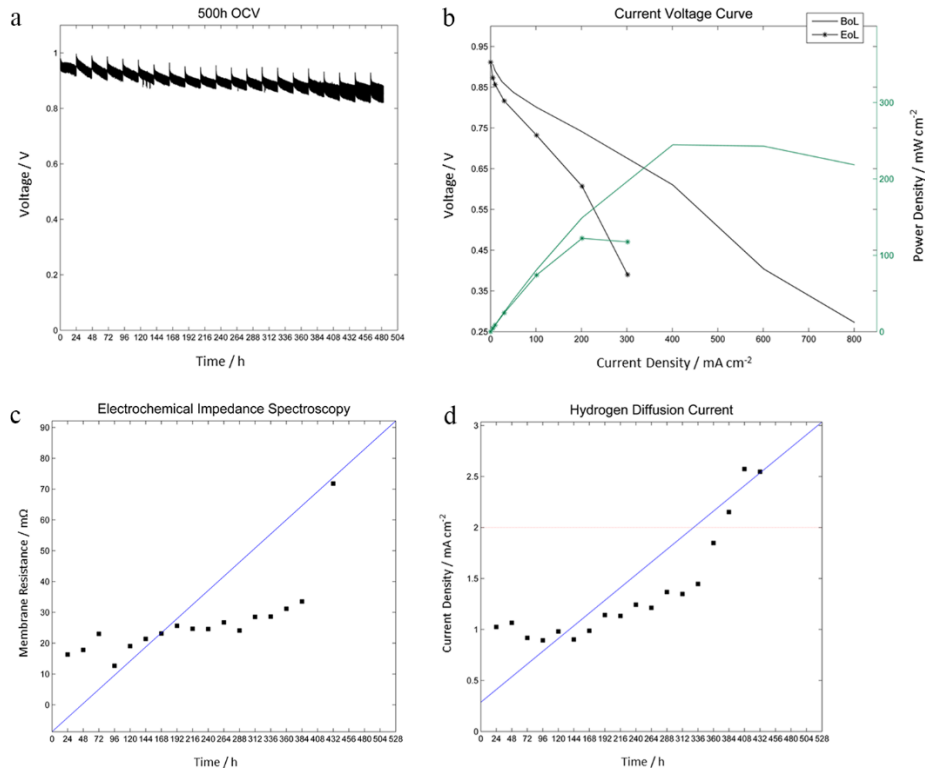 a
500h OCV
1
0.8
0.6
0.4
0.2
0
Voltage / V
0 24 48 72 96 120 144 168 192 216 240 264 288 312 336 360 384 408 432 456 480 504
Time / h
b
Current Voltage Curve
BoL
EoL
0.95
0.85
0.75
0.65
0.55
0.45
0.35
0.25
Voltage / V
300
200
100
0
Power Density / mW cm-2
0 100 200 300 400 500 600 700 800
Current Density / mA cm-2
c
Electrochemical Impedance Spectroscopy
90
80
70
60
50
40
30
20
10
0
Membrane Resistance / mΩ
0 24 48 72 96 120 144 168 192 216 240 264 288 312 336 360 384 408 432 456 480 504 528
Time / h
d
Hydrogen Diffusion Current
3
2.5
2
1.5
1
0.5
0
Current Density / mA cm-2
0 24 48 72 96 120 144 168 192 216 240 264 288 312 336 360 384 408 432 456 480 504 528
Time / h